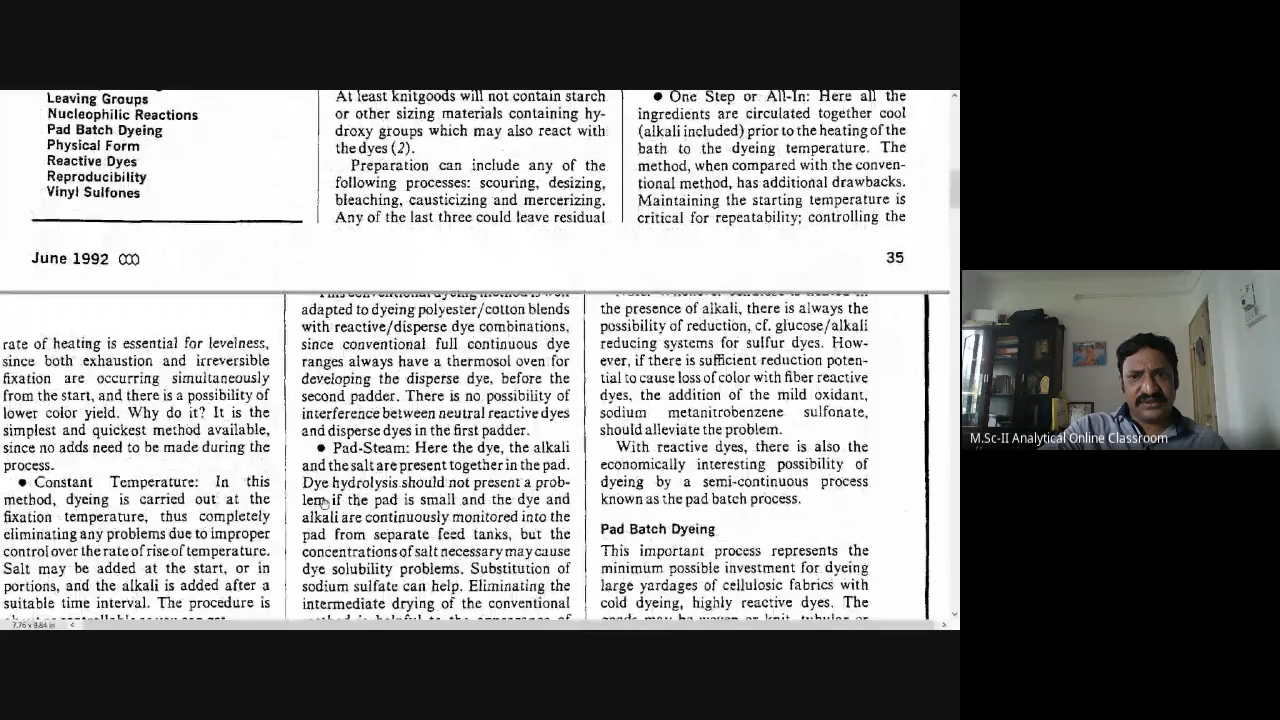 Leaving Groups
Nucleophilic Reactions
Pad Batch Dyeing
Physical Form
Reactive Dyes
Reproducibility
Vinyl Sulfones
At least knitgoods will not contain starch
or other sizing materials containing hy-
droxy groups which may also react with
the dyes (2).
Preparation can include any of the
following processes: scouring, desizing,
bleaching, causticizing and mercerizing.
Any of the last three could leave residual
● One Step or All-In: Here all the
ingredients are circulated together cool
(alkali included) prior to the heating of the
bath to the dyeing temperature. The
method, when compared with the conven-
tional method, has additional drawbacks.
Maintaining the starting temperature is
critical for repeatability; controlling the
June 1992
35
rate of heating is essential for levelness,
since both exhaustion and irreversible
fixation are occurring simultaneously
from the start, and there is a possibility of
lower color yield. Why do it? It is the
simplest and quickest method available,
since no adds need to be made during the
process.
● Constant Temperature: In this
method, dyeing is carried out at the
fixation temperature, thus completely
eliminating any problems due to improper
control over the rate of rise of temperature.
Salt may be added at the start, or in
portions, and the alkali is added after a
suitable time interval. The procedure is
This conventional dyeing method is well
adapted to dyeing polyester/cotton blends
with reactive/disperse dye combinations,
since conventional full continuous dye
ranges always have a thermosol oven for
developing the disperse dye, before the
second padder. There is no possibility of
interference between neutral reactive dyes
and disperse dyes in the first padder.
● Pad-Steam: Here the dye, the alkali
and the salt are present together in the pad.
Dye hydrolysis should not present a prob-
lem if the pad is small and the dye and
alkali are continuously monitored into the
pad from separate feed tanks, but the
concentrations of salt necessary may cause
dye solubility problems. Substitution of
sodium sulfate can help. Eliminating the
intermediate drying of the conventional
the presence of alkali, there is always the
possibility of reduction, cf. glucose/alkali
reducing systems for sulfur dyes. How-
ever, if there is sufficient reduction poten-
tial to cause loss of color with fiber reactive
dyes, the addition of the mild oxidant,
sodium metanitrobenzene sulfonate,
should alleviate the problem.
With reactive dyes, there is also the
economically interesting possibility of
dyeing by a semi-continuous process
known as the pad batch process.
Pad Batch Dyeing
This important process represents the
minimum possible investment for dyeing
large yardages of cellulosic fabrics with
cold dyeing, highly reactive dyes. The
7.76 x 9.84 in
M.Sc-II Analytical Online Classroom